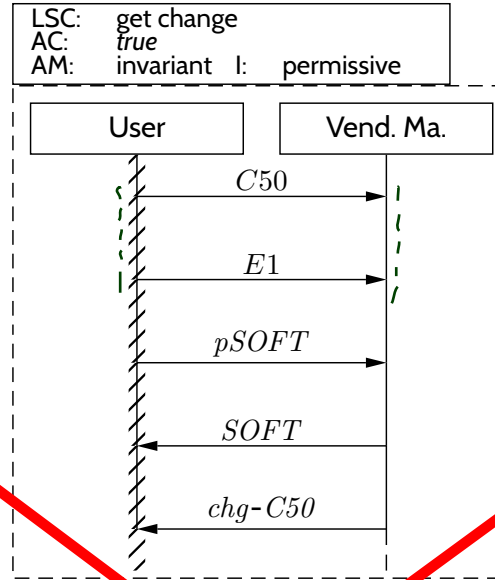 LSC: get change
AC: true
AM: invariant I: permissive
User Vend. Ma.
C50
E1
pSOFT
SOFT
chg-C50